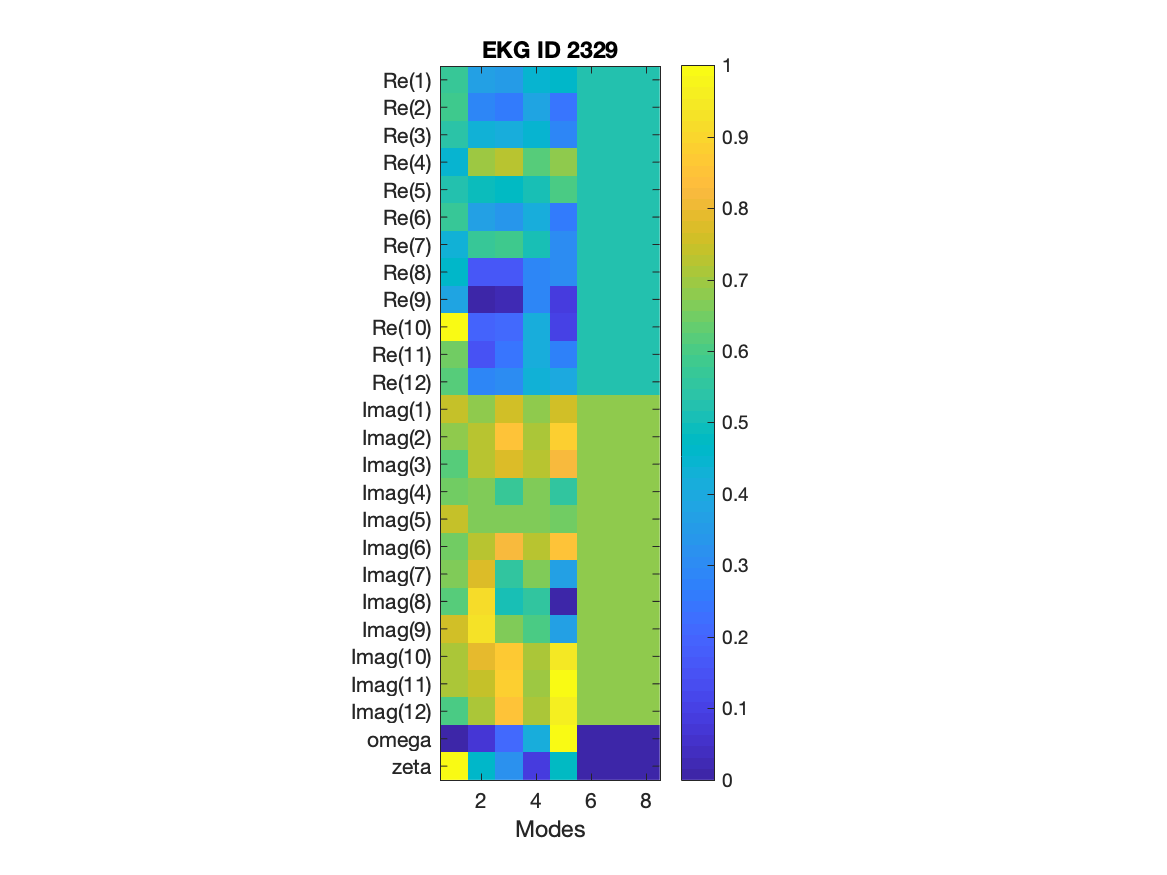 EKG ID 2329
Re(1)
Re(2)
Re(3)
Re(4)
Re(5)
Re(6)
Re(7)
Re(8)
Re(9)
Re(10)
Re(11)
Re(12)
Imag(1)
Imag(2)
Imag(3)
Imag(4)
Imag(5)
Imag(6)
Imag(7)
Imag(8)
Imag(9)
Imag(10)
Imag(11)
Imag(12)
omega
zeta
2 4 6 8
Modes
1
0.9
0.8
0.7
0.6
0.5
0.4
0.3
0.2
0.1
0